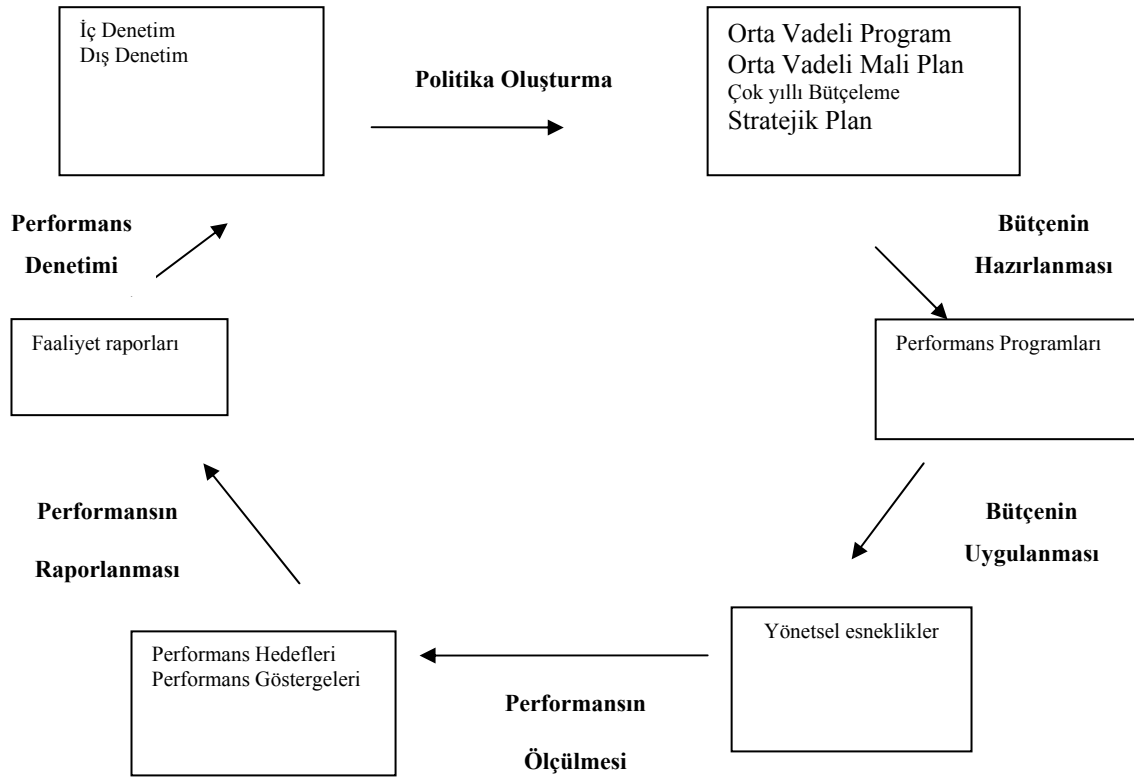 İç Denetim
Dış Denetim
Politika Oluşturma
Orta Vadeli Program
Orta Vadeli Mali Plan
Çok yıllı Bütçeleme
Stratejik Plan
Bütçenin
Hazırlanması
Performans Programları
Bütçenin
Uygulanması
Yönetsel esneklikler
Performansın
Ölçülmesi
Performans Hedefleri
Performans Göstergeleri
Performansın
Raporlanması
Faaliyet raporları
Performans
Denetimi